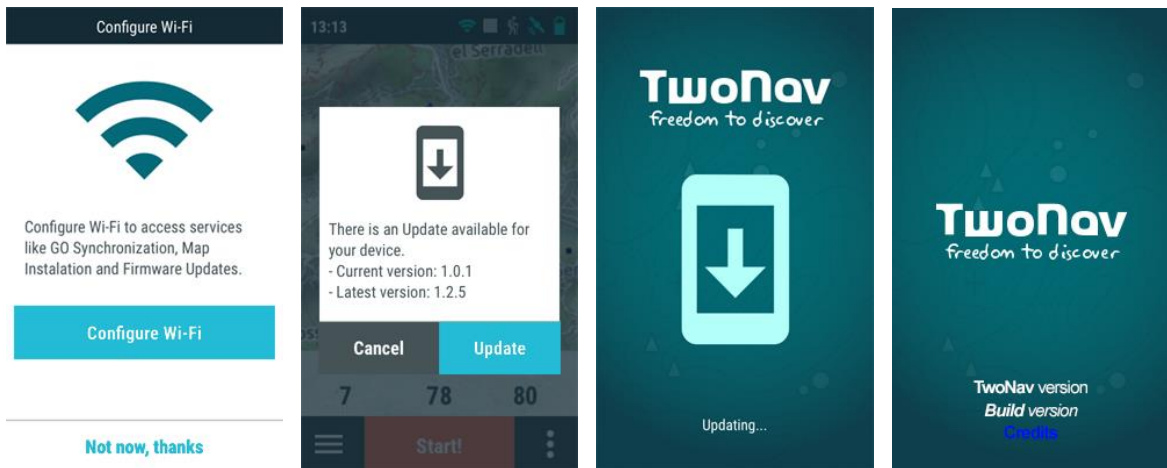 Configure Wi-Fi
Configure Wi-Fi to access services
like GO Synchronization, Map
Instalation and Firmware Updates.
Configure Wi-Fi
Not now, thanks
13:13
el Serradell
There is an Update available for
your device.
- Current version: 1.0.1
- Latest version: 1.2.5
Cancel
Update
7 78 80
Start!
TwoNav
freedom to discover
Updating...
TwoNav
freedom to discover
TwoNav version
Build version
Credits